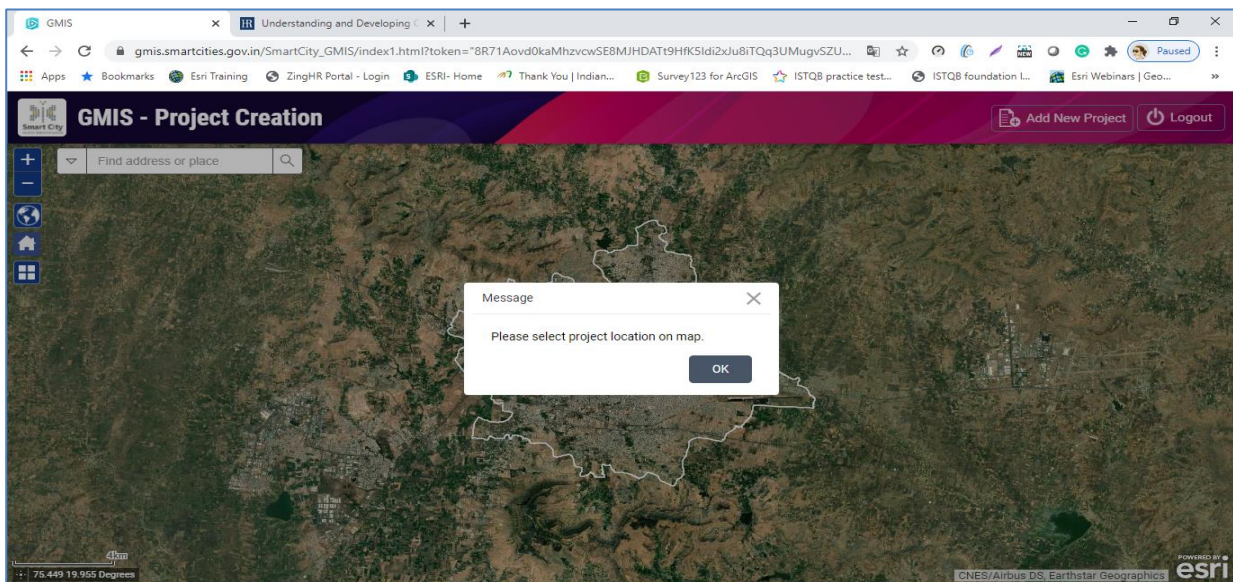 GMIS
Understanding and Developing
gmis.smartcities.gov.in/SmartCity_GMIS/index1.html?token="8R71Aovd0kaMhzvcwSE8MJHDATt9HfK5Idi2xJu8iTQq3UMugvSZU...
Paused
Apps Bookmarks Esri Training ZingHR Portal - Login ESRI- Home Thank You | Indian... Survey123 for ArcGIS ISTQB practice test... ISTQB foundation l... Esri Webinars | Geo... »
Smart City
GMIS - Project Creation
Add New Project
Logout
Find address or place
Message
Please select project location on map.
OK
4km
75.449 19.955 Degrees
CNES/Airbus DS, Earthstar Geographics
POWERED BY
esri